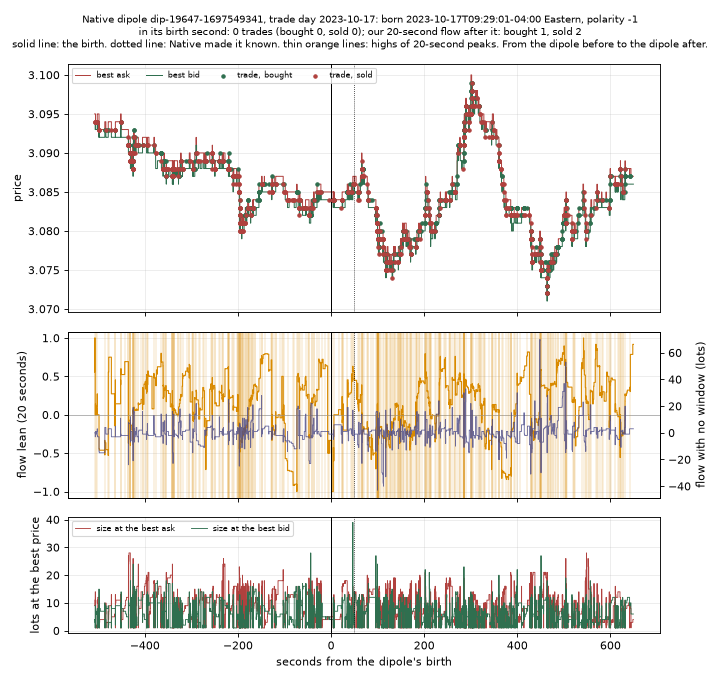 Native dipole dip-19647-1697549341, trade day 2023-10-17: born 2023-10-17T09:29:01-04:00 Eastern, polarity -1
in its birth second: 0 trades (bought 0, sold 0); our 20-second flow after it: bought 1, sold 2
solid line: the birth. dotted line: Native made it known. thin orange lines: highs of 20-second peaks. From the dipole before to the dipole after.
best ask best bid trade, bought trade, sold
3.100
3.095
3.090
3.085
3.080
3.075
3.070
price
1.0
0.5
0.0
−0.5
−1.0
flow lean (20 seconds)
60
40
20
0
−20
−40
flow with no window (lots)
size at the best ask size at the best bid
40
30
20
10
0
lots at the best price
−400 −200 0 200 400 600
seconds from the dipole's birth